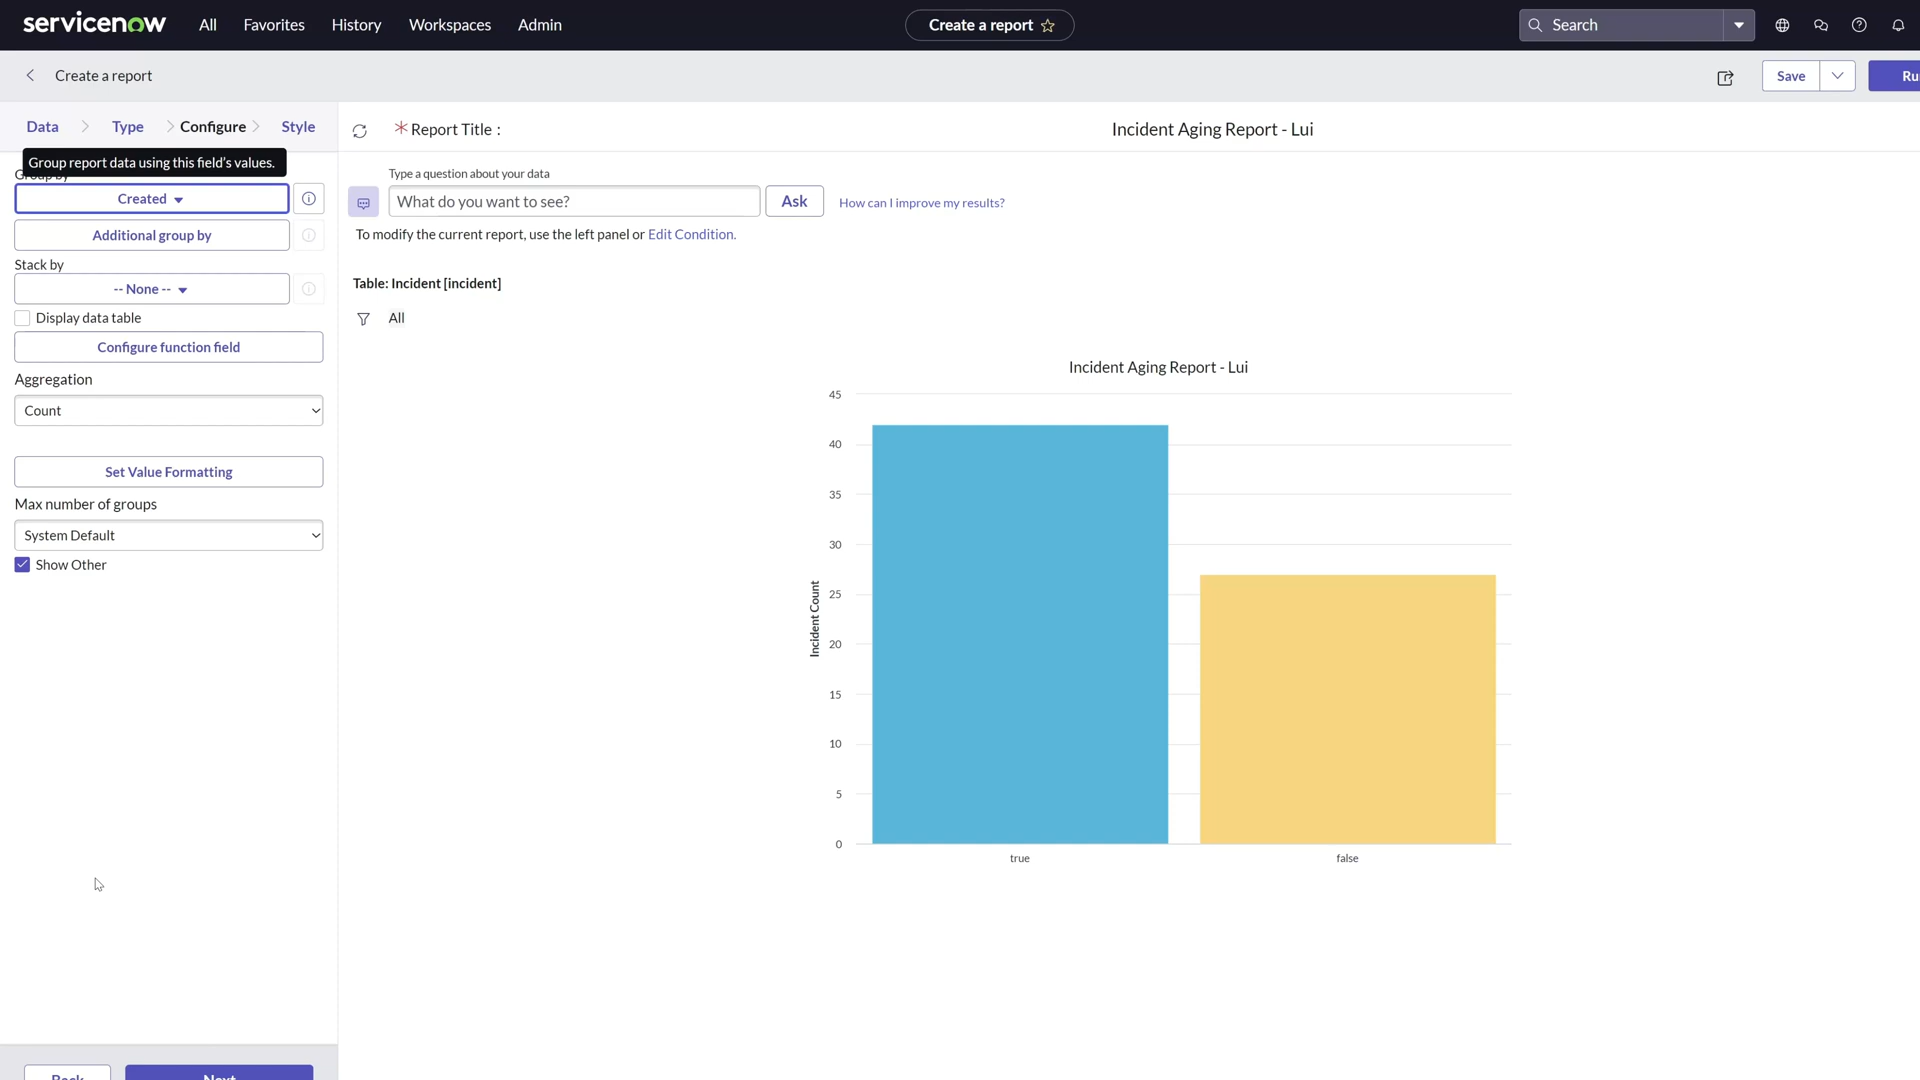 servicenow
All
Favorites
History
Workspaces
Admin
Create a report
Search
Create a report
Save
Ru
Data
Type
Configure
Style
Report Title :
Incident Aging Report - Lui
Group report data using this field's values.
Group by
Created
Additional group by
Stack by
-- None --
Display data table
Configure function field
Aggregation
Count
Set Value Formatting
Max number of groups
System Default
Show Other
Back
Next
Type a question about your data
What do you want to see?
Ask
How can I improve my results?
To modify the current report, use the left panel or Edit Condition.
Table: Incident [incident]
All
Incident Aging Report - Lui
Incident Count
45
40
35
30
25
20
15
10
5
0
true
false